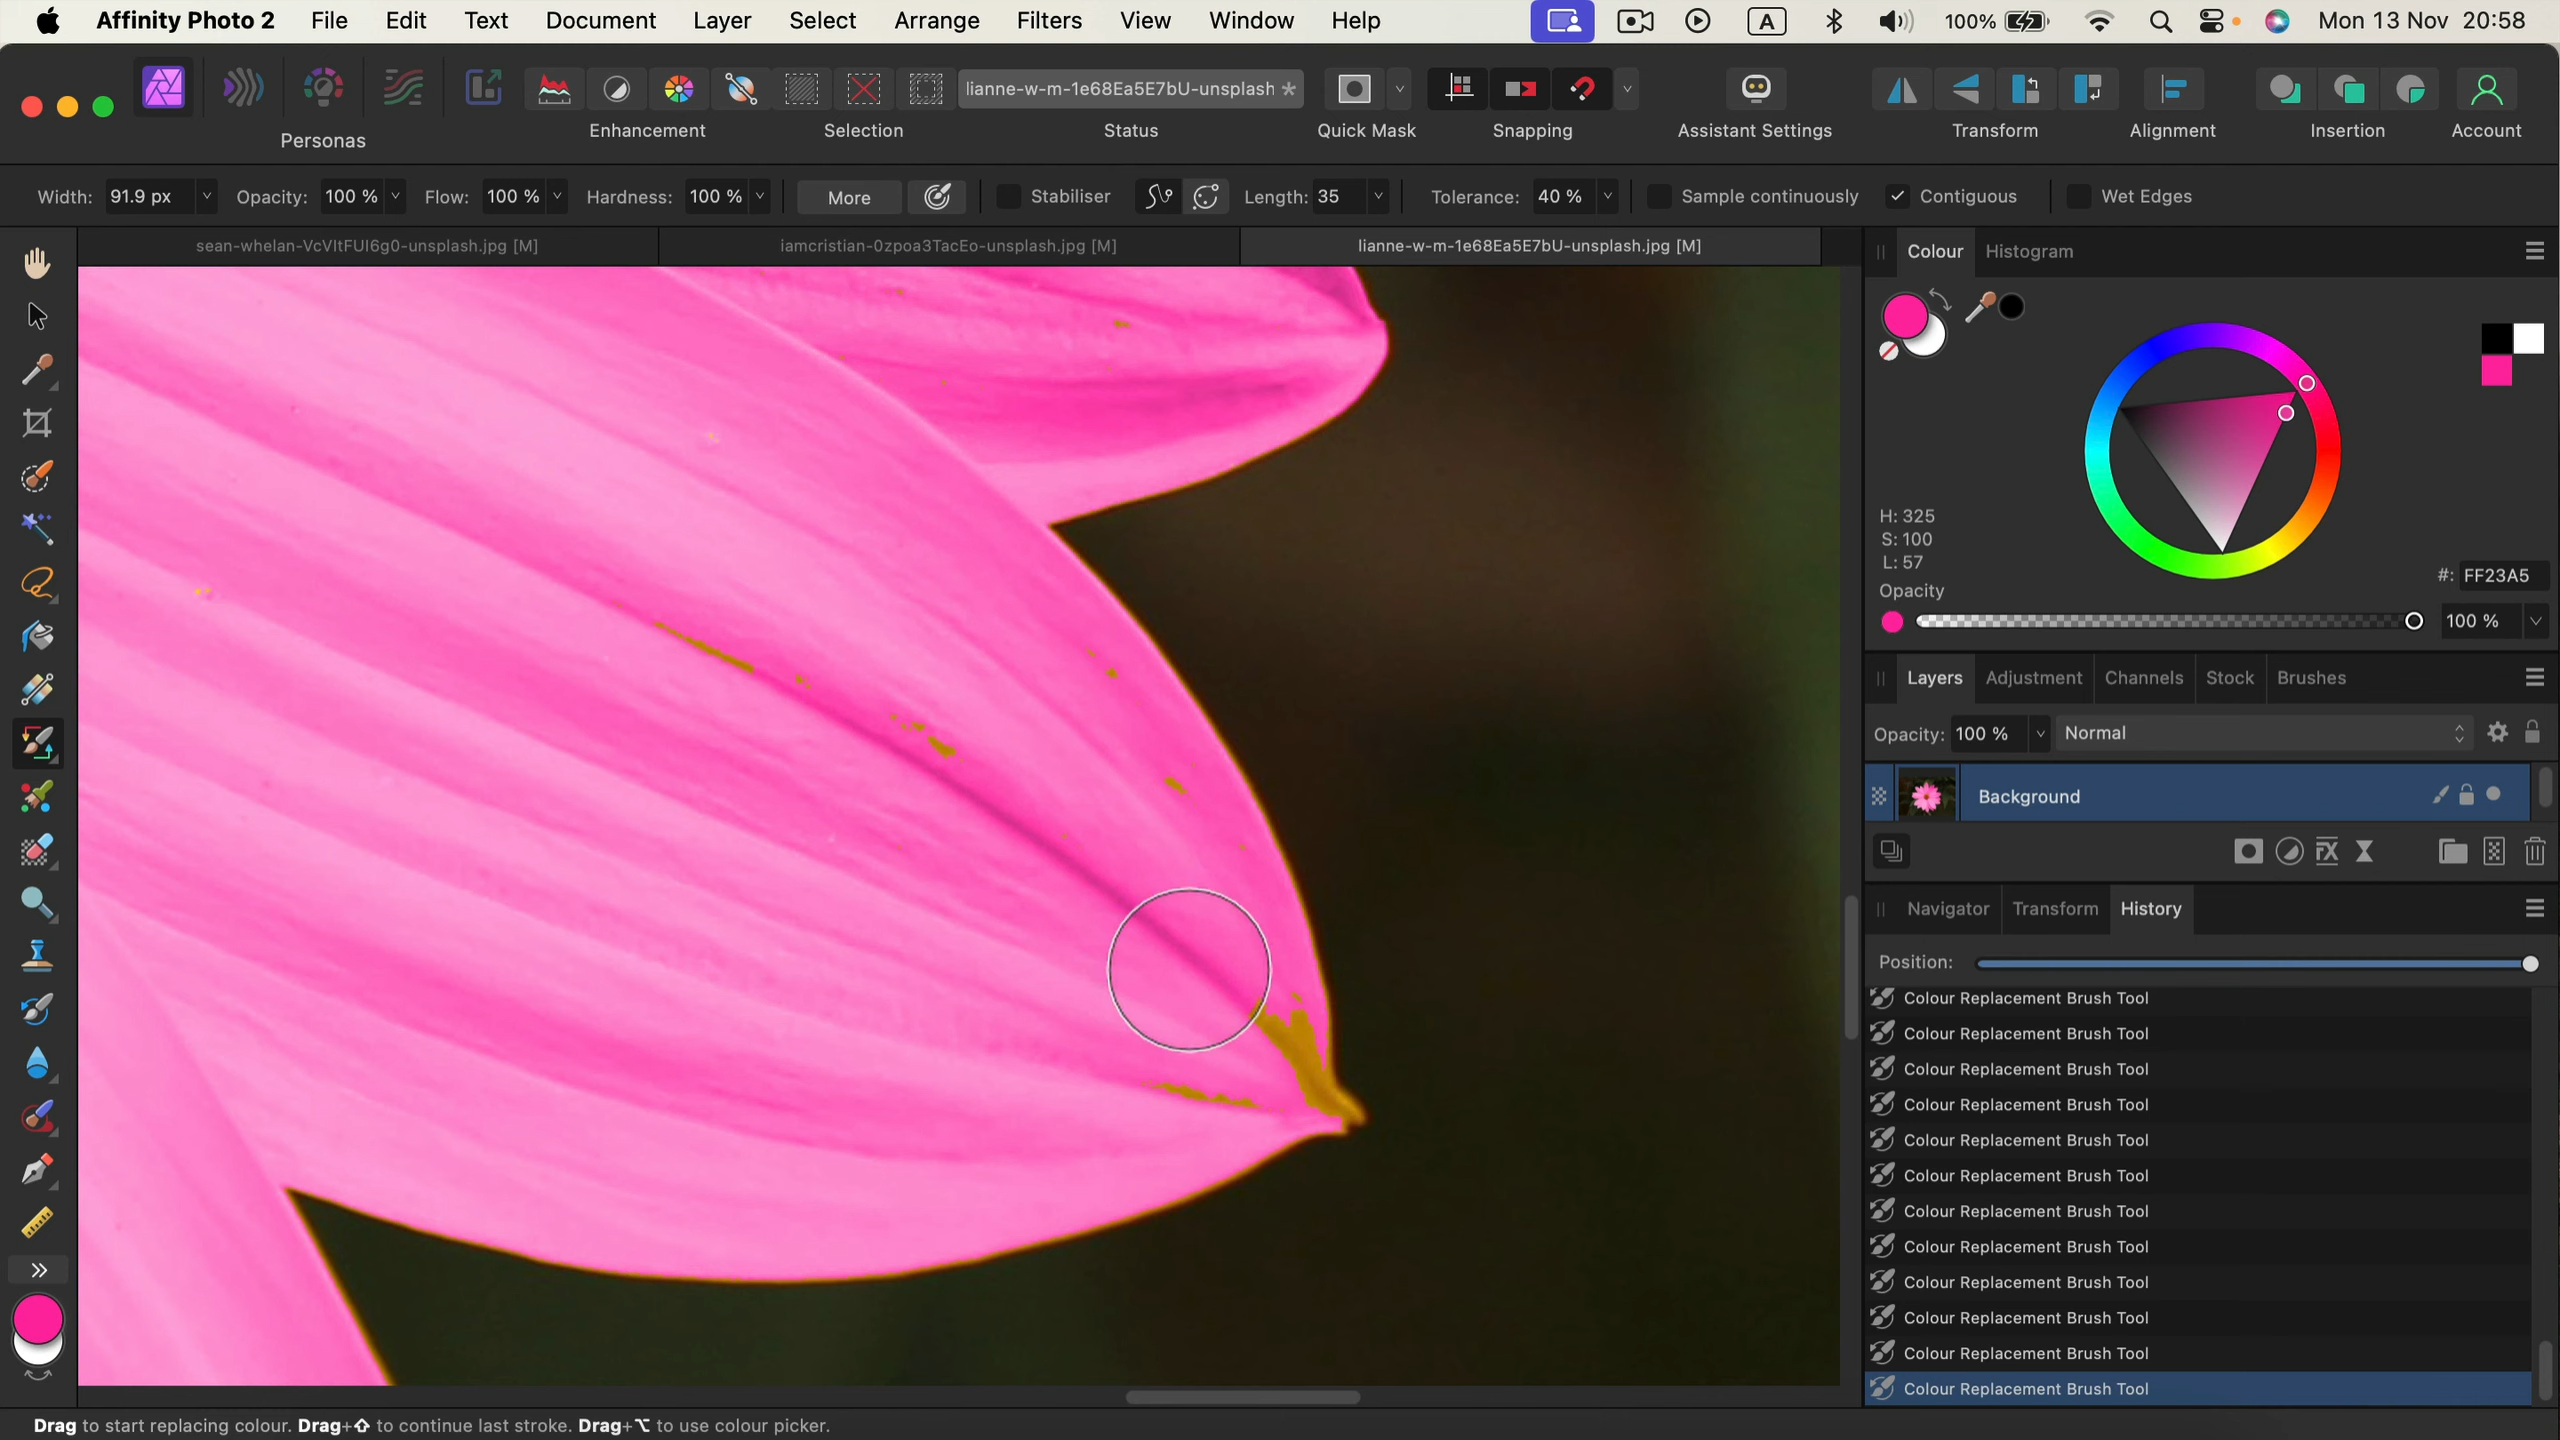 Affinity Photo 2 File Edit Text Document Layer Select Arrange Filters View Window Help A 100% Mon 13 Nov 20:58
lianne-w-m-1e68Ea5E7bU-unsplash *
Personas Enhancement Selection Status Quick Mask Snapping Assistant Settings Transform Alignment Insertion Account
Width: 91.9 px Opacity: 100 % Flow: 100 % Hardness: 100 % More Stabiliser Length: 35 Tolerance: 40 % Sample continuously Contiguous Wet Edges
sean-whelan-VcVItFUI6g0-unsplash.jpg [M] iamcristian-0zpoa3TacEo-unsplash.jpg [M] lianne-w-m-1e68Ea5E7bU-unsplash.jpg [M]
Colour Histogram
H: 325
S: 100
L: 57
#: FF23A5
Opacity
100 %
Layers Adjustment Channels Stock Brushes
Opacity: 100 % Normal
Background
Navigator Transform History
Position:
Colour Replacement Brush Tool
Colour Replacement Brush Tool
Colour Replacement Brush Tool
Colour Replacement Brush Tool
Colour Replacement Brush Tool
Colour Replacement Brush Tool
Colour Replacement Brush Tool
Colour Replacement Brush Tool
Colour Replacement Brush Tool
Colour Replacement Brush Tool
Colour Replacement Brush Tool
Colour Replacement Brush Tool
Drag to start replacing colour. Drag+⇧ to continue last stroke. Drag+⌥ to use colour picker.